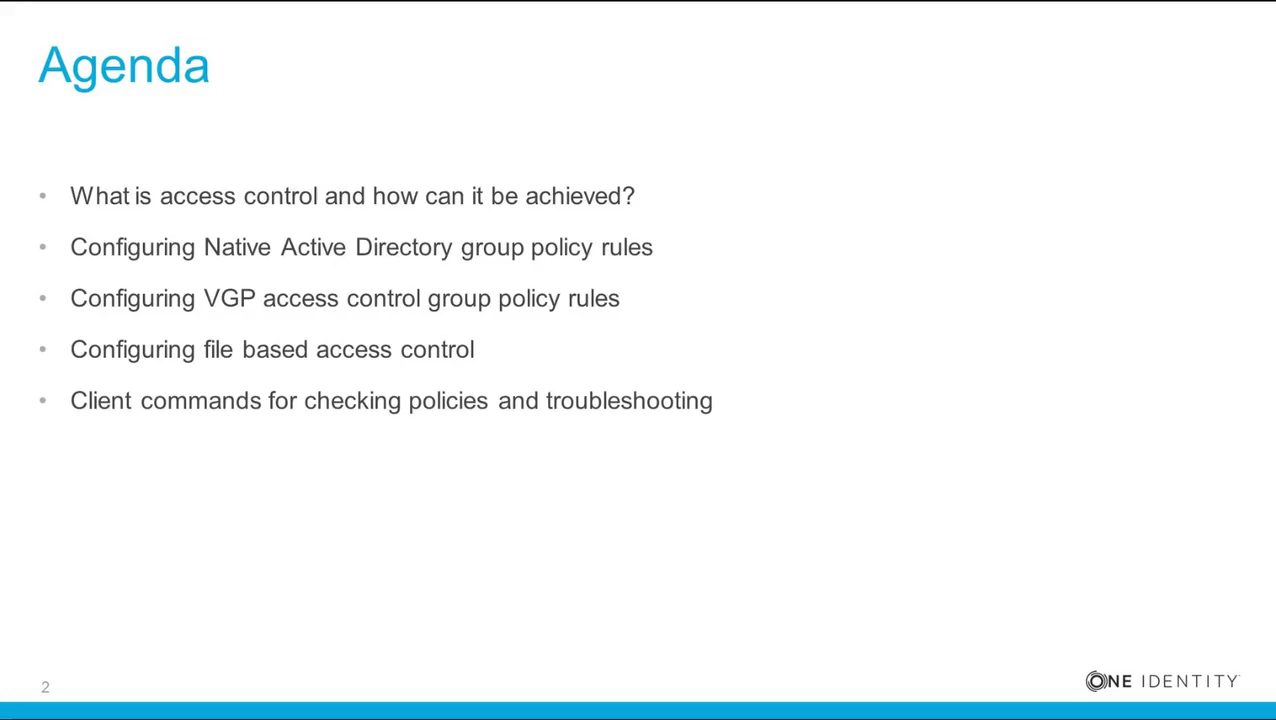 Agenda
• What is access control and how can it be achieved?
• Configuring Native Active Directory group policy rules
• Configuring VGP access control group policy rules
• Configuring file based access control
• Client commands for checking policies and troubleshooting
2
ONE IDENTITY